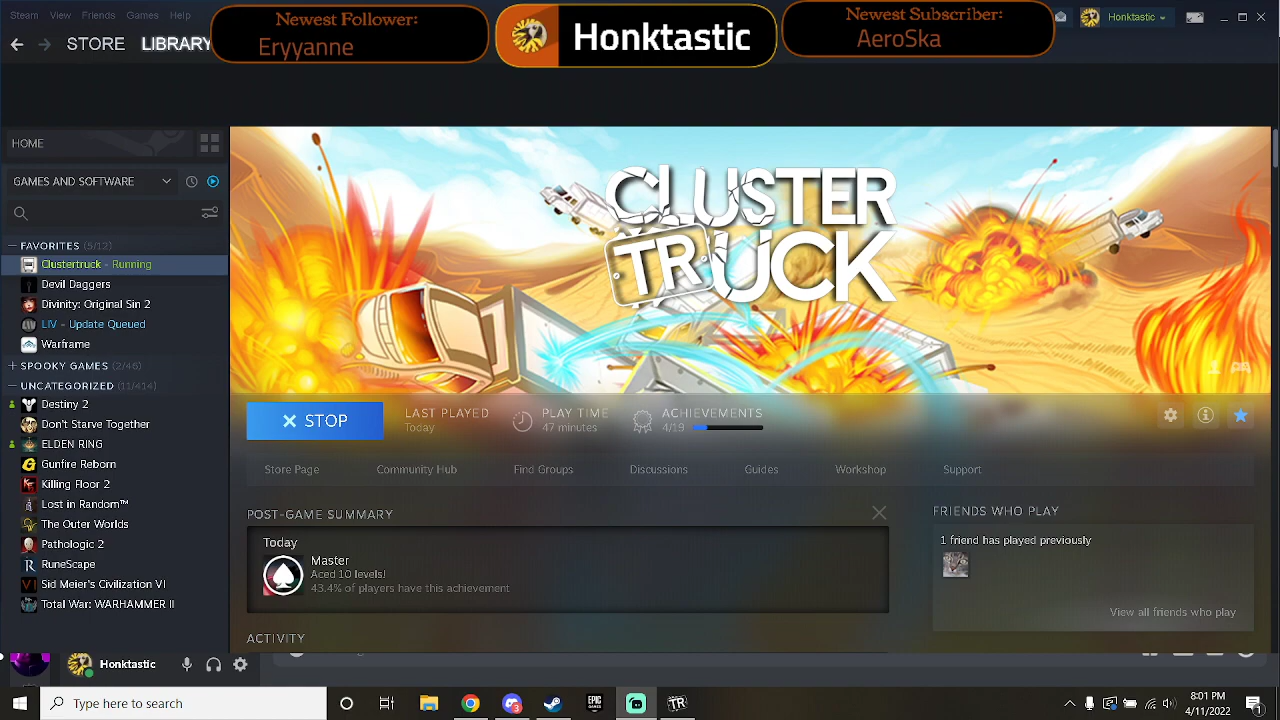 Steam View Friends Games Help
Newest Follower:
Eryyanne
Honktastic
Newest Subscriber:
AeroSka
Honktastic
STORE LIBRARY
HOME
GAMES AND SOFTWARE
FAVORITES (5/12)
Clustertruck - Running
Devil Daggers
Divinity: Original Sin 2
LIV - Update Queued
Warframe
SPOOKY GAMES (2/46)
UNCATEGORIZED (11/414)
Destiny 2
Don't Starve Together
ELDEN RING
Gunfire Reborn
Killing Floor 2
Lost in Random™
The Outer Worlds
Pathologic 2
RuneScape
Sid Meier's Civilization VI
Total War: WARHAMMER II
CLUSTER
TRUCK
STOP
LAST PLAYED
Today
PLAY TIME
47 minutes
ACHIEVEMENTS
4/19
Store Page Community Hub Find Groups Discussions Guides Workshop Support
POST-GAME SUMMARY
Today
Master
Aced 10 levels!
43.4% of players have this achievement
FRIENDS WHO PLAY
1 friend has played previously
View all friends who play
ACTIVITY
Honktastic
Type here to search
3
EPIC
GAMES
TR
8:01 PM
4/11/2022
1